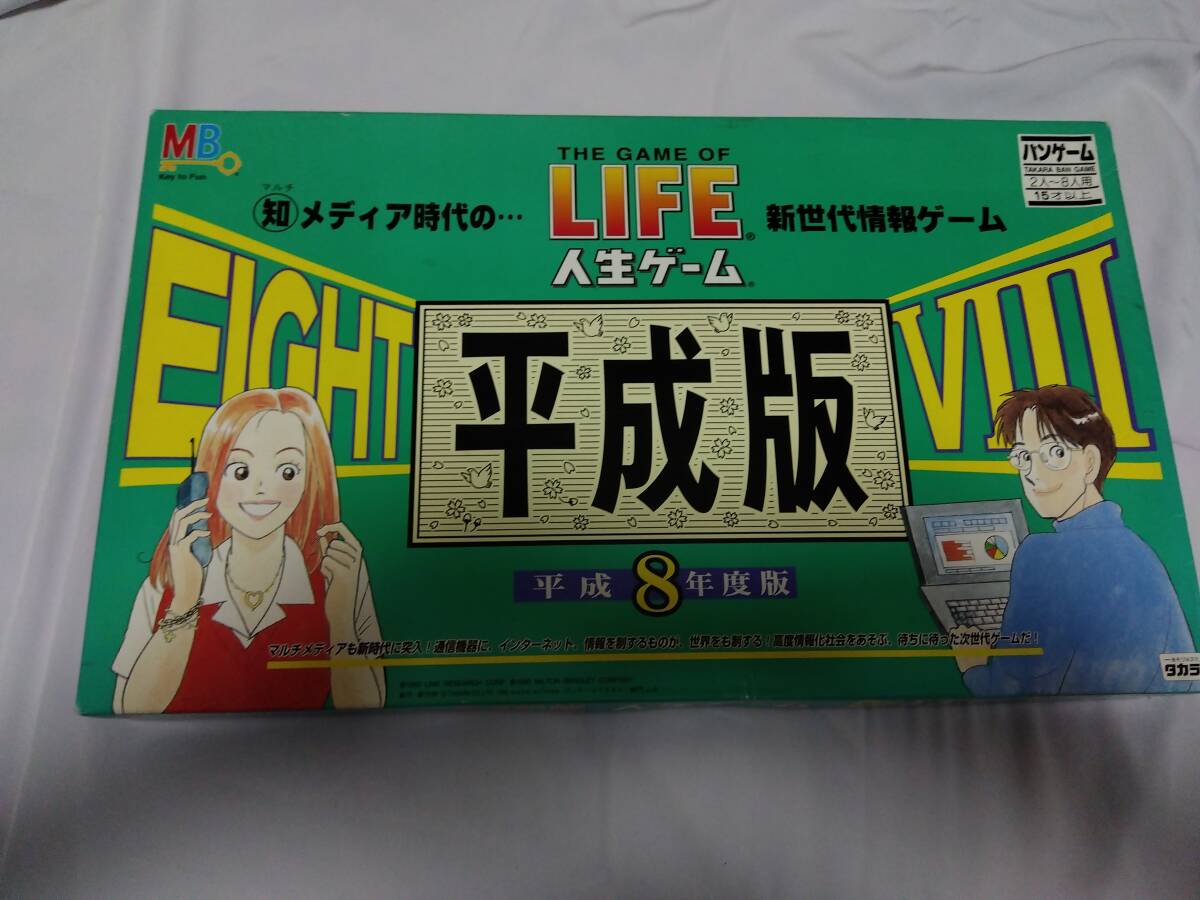 MB
Key to Fun
THE GAME OF
LIFE®
人生ゲーム®
マルチ
知メディア時代の…
新世代情報ゲーム
バンゲーム
TAKARA BAN GAME
2人〜8人用
15才以上
EIGHT
VIII
平成版
平成8年度版
マルチメディアも新時代に突入!通信機器に、インターネット。情報を制するものが、世界をも制する!高度情報化社会をあそぶ、待ちに待った次世代ゲームだ!
タカラ